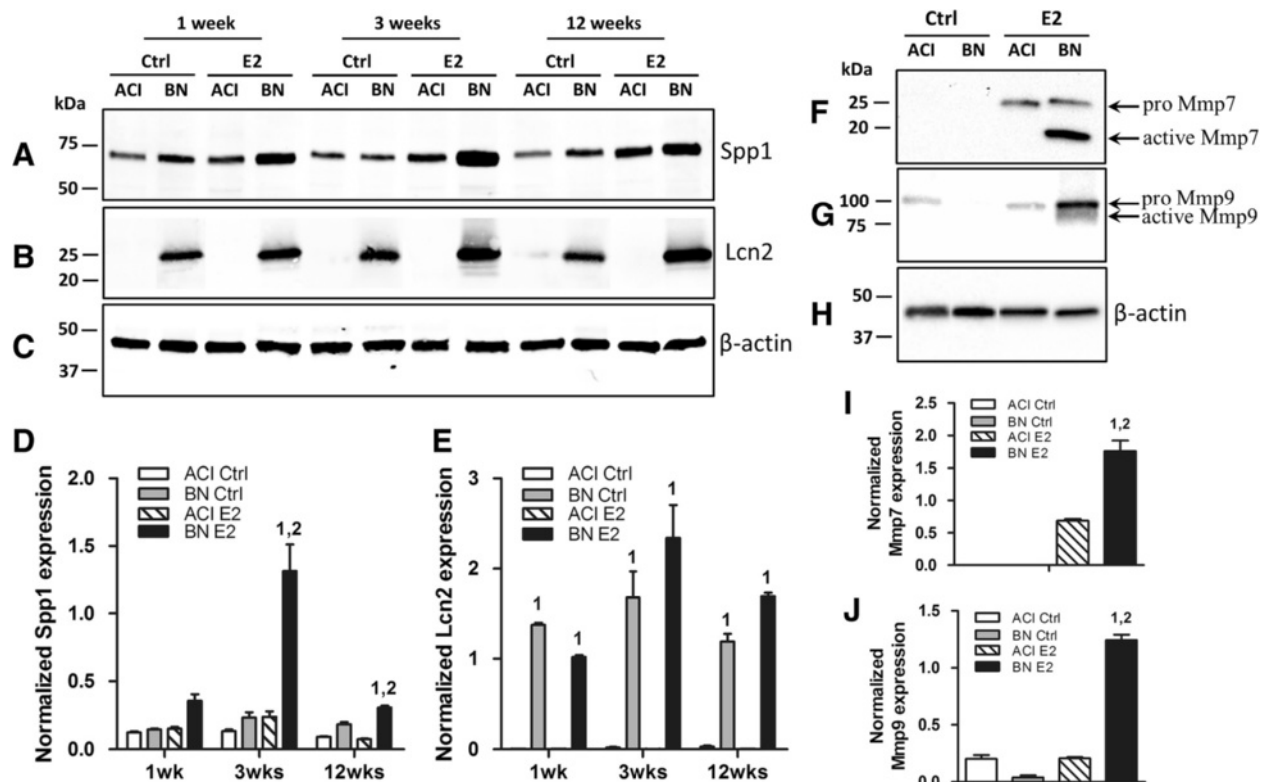 1 week 3 weeks 12 weeks
Ctrl E2 Ctrl E2 Ctrl E2
ACI BN ACI BN ACI BN ACI BN ACI BN ACI BN
kDa
A
75
50
Spp1
B
25
20
Lcn2
C
50
37
β-actin
Ctrl E2
ACI BN ACI BN
kDa
F
25
20
pro Mmp7
active Mmp7
G
100
75
pro Mmp9
active Mmp9
H
50
37
β-actin
D
ACI Ctrl
BN Ctrl
ACI E2
BN E2
Normalized Spp1 expression
2.0
1.5
1.0
0.5
0.0
1,2
1,2
1wk 3wks 12wks
E
ACI Ctrl
BN Ctrl
ACI E2
BN E2
Normalized Lcn2 expression
3
2
1
0
1 1 1 1 1 1
1wk 3wks 12wks
I
ACI Ctrl
BN Ctrl
ACI E2
BN E2
Normalized
Mmp7 expression
2.5
2.0
1.5
1.0
0.5
0.0
1,2
J
ACI Ctrl
BN Ctrl
ACI E2
BN E2
Normalized
Mmp9 expression
1.5
1.0
0.5
0.0
1,2